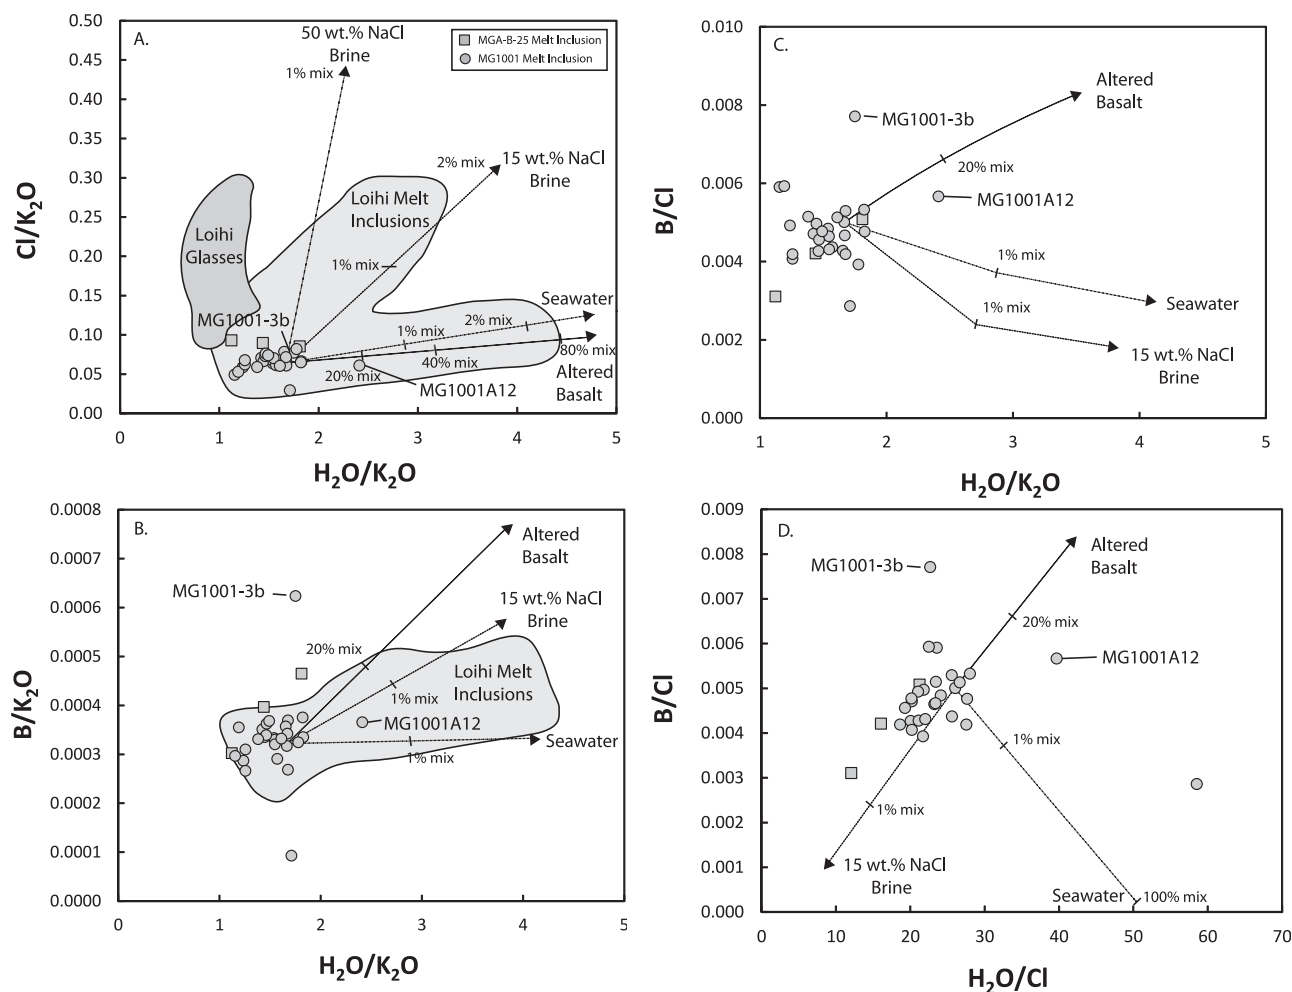 A.
0.50
0.45
0.40
0.35
0.30
0.25
0.20
0.15
0.10
0.05
0.00
Cl/K₂O
50 wt.% NaCl
Brine
1% mix
MGA-B-25 Melt Inclusion
MG1001 Melt Inclusion
15 wt.% NaCl
Brine
2% mix
1% mix
Loihi Melt
Inclusions
Loihi
Glasses
MG1001-3b
Seawater
1% mix
2% mix
20% mix
40% mix
80% mix
Altered
Basalt
MG1001A12
0 1 2 3 4 5
H₂O/K₂O
C.
0.010
0.008
0.006
0.004
0.002
0.000
B/Cl
MG1001-3b
Altered
Basalt
20% mix
MG1001A12
1% mix
Seawater
1% mix
15 wt.% NaCl
Brine
1 2 3 4 5
H₂O/K₂O
B.
0.0008
0.0007
0.0006
0.0005
0.0004
0.0003
0.0002
0.0001
0.0000
B/K₂O
MG1001-3b
Altered
Basalt
15 wt.% NaCl
Brine
20% mix
1% mix
Loihi Melt
Inclusions
MG1001A12
Seawater
1% mix
0 1 2 3 4 5
H₂O/K₂O
D.
0.009
0.008
0.007
0.006
0.005
0.004
0.003
0.002
0.001
0.000
B/Cl
MG1001-3b
Altered
Basalt
20% mix
MG1001A12
1% mix
1% mix
15 wt.% NaCl
Brine
Seawater
100% mix
0 10 20 30 40 50 60 70
H₂O/Cl